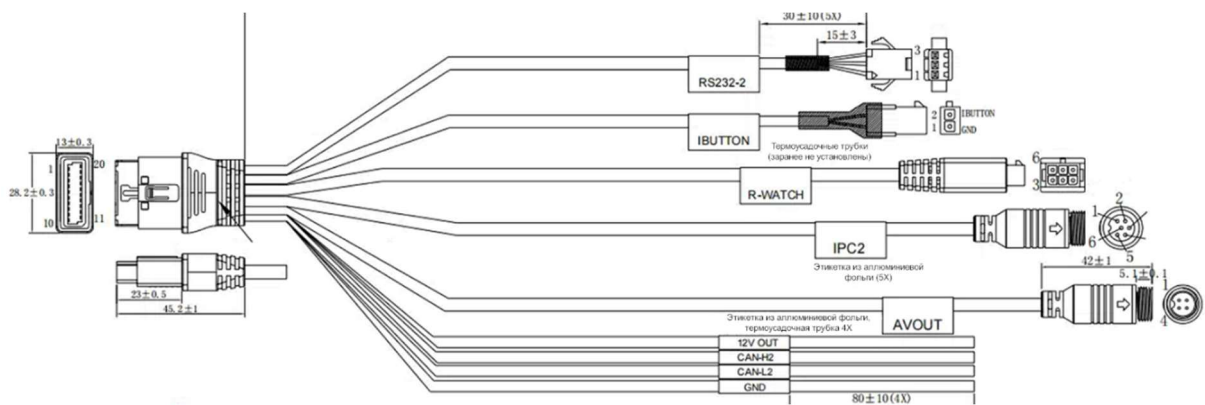 30±10(5X)
15±3
RS232-2
3
1
IBUTTON
2
IBUTTON
1
GND
Термоусадочные трубки
(заранее не установлены)
13±0.3
1
20
28.2±0.3
10
11
R-WATCH
6
3
IPC2
1
2
6
5
Этикетка из аллюминиевой
фольги (5X)
23±0.5
45.2±1
42±1
5.1±0.1
1
4
AVOUT
Этикетка из аллюминиевой фольги,
термоусадочная трубка 4X
12V OUT
CAN-H2
CAN-L2
GND
80±10(4X)